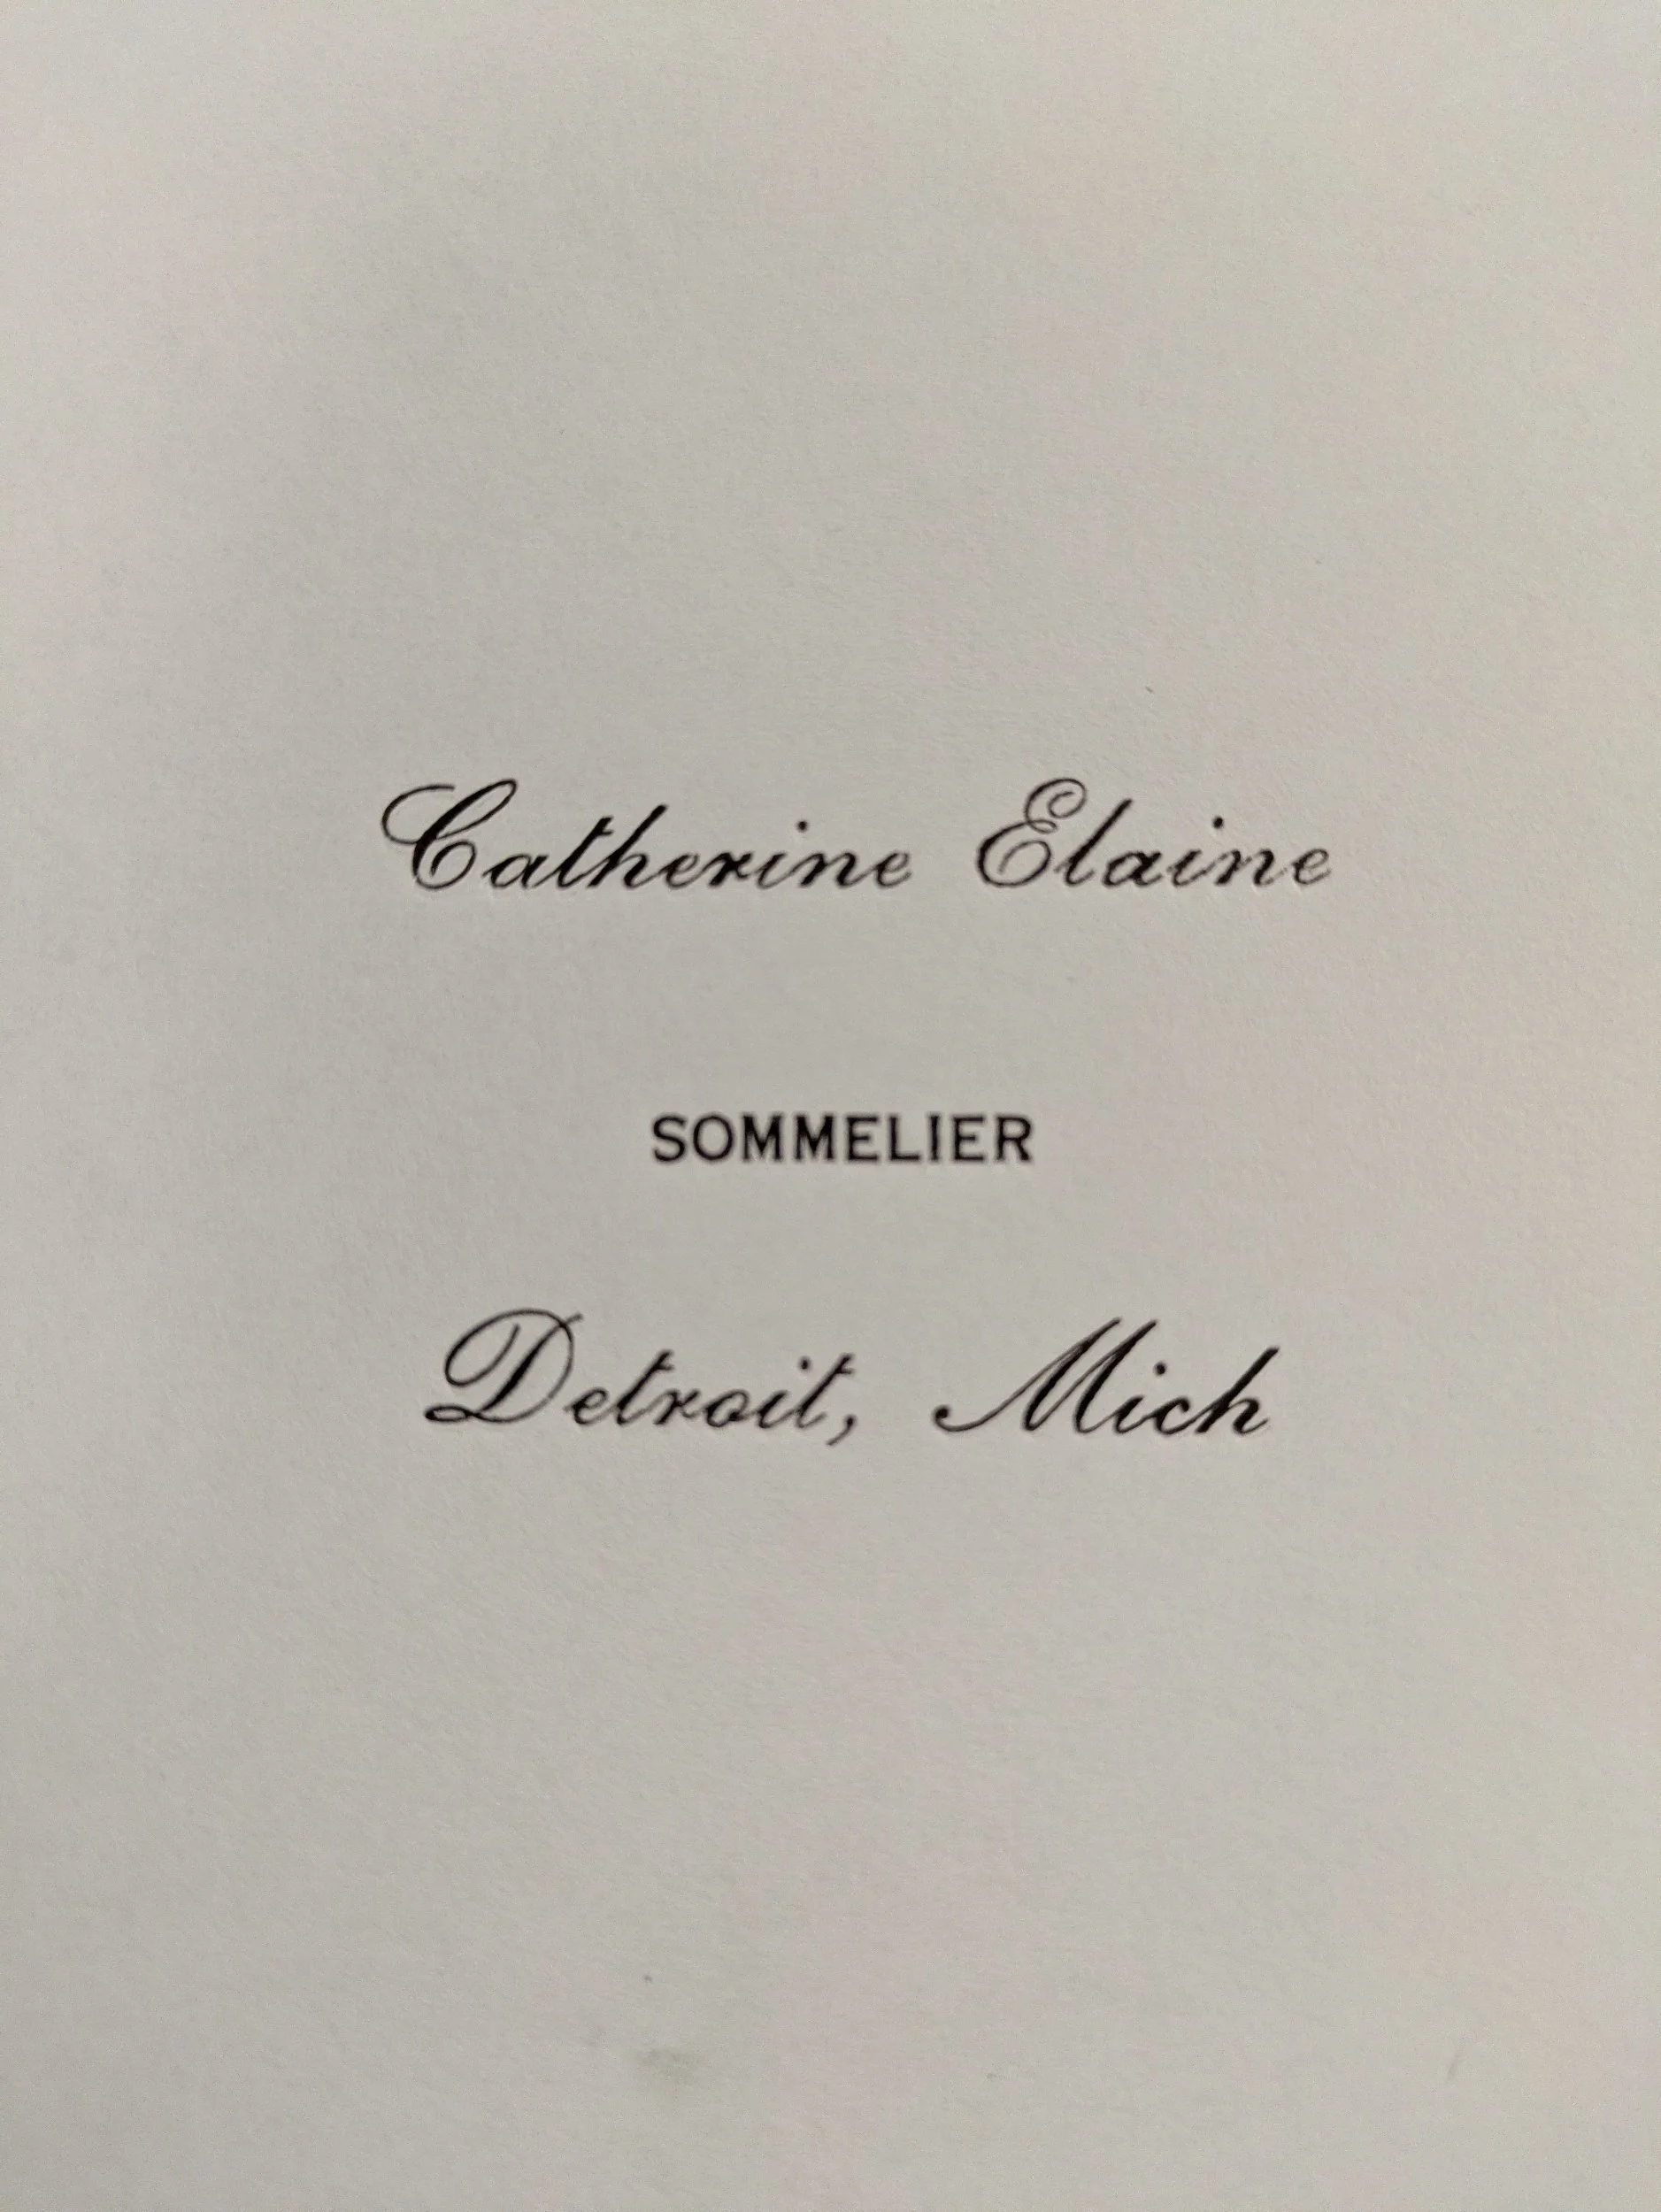 Catherine Elaine
SOMMELIER
Detroit, Mich